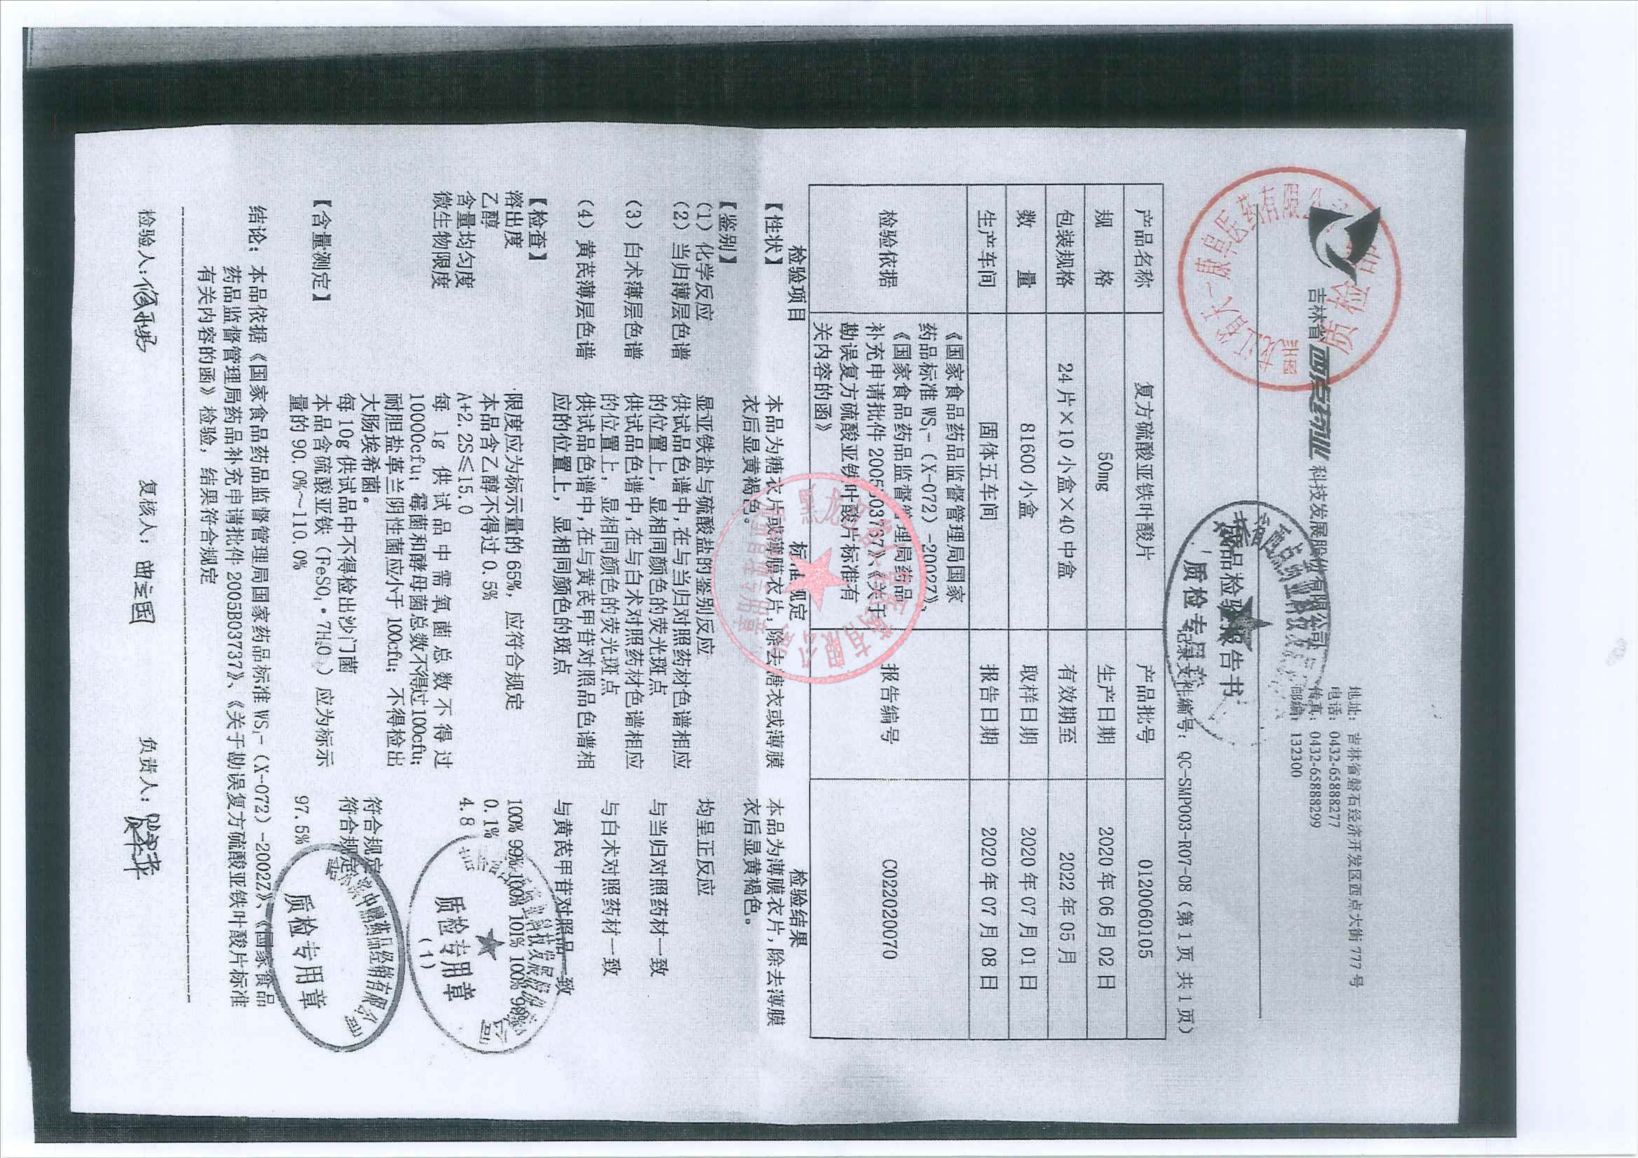 吉林省西点药业科技发展股份有限公司
地址：吉林省磐石经济开发区西点大街777号
电话：0432-65888277
传真：0432-65888299
邮编：132300
成品检验报告书
记录文件编号：QC-SMP003-R07-08（第1页 共1页）
产品名称 复方硫酸亚铁叶酸片 产品批号 0120060105
规 格 50mg 生产日期 2020年06月02日
包装规格 24片×10小盒×40中盒 有效期至 2022年05月
数 量 81600小盒 取样日期 2020年07月01日
生产车间 固体五车间 报告日期 2020年07月08日
检验依据 《国家食品药品监督管理局国家 报告编号 C022020070
药品标准 WS₁-（X-072）-2002Z》、
《国家食品药品监督管理局药品
补充申请批件 2005B03737》、《关于
勘误复方硫酸亚铁叶酸片标准有
关内容的函》
检验项目 标准规定 检验结果
【性状】 本品为糖衣片或薄膜衣片，除去糖衣或薄膜 本品为薄膜衣片，除去薄膜
衣后显黄褐色。 衣后显黄褐色。
【鉴别】
（1）化学反应 显亚铁盐与硫酸盐的鉴别反应 均呈正反应
（2）当归薄层色谱 供试品色谱中，在与当归对照药材色谱相应
的位置上，显相同颜色的荧光斑点 与当归对照药材一致
（3）白术薄层色谱 供试品色谱中，在与白术对照药材色谱相应
的位置上，显相同颜色的荧光斑点 与白术对照药材一致
（4）黄芪薄层色谱 供试品色谱中，在与黄芪甲苷对照品色谱相
应的位置上，显相同颜色的斑点 与黄芪甲苷对照品一致
【检查】
溶出度 限度应为标示量的65%，应符合规定 100% 99% 100% 101% 100% 98%
乙醇 本品含乙醇不得过0.5% 0.1%
含量均匀度 A+2.2S≤15.0 4.8
微生物限度 每1g供试品中需氧菌总数不得过
1000cfu；霉菌和酵母菌总数不得过100cfu；
耐胆盐革兰阴性菌应小于100cfu；不得检出
大肠埃希菌。 符合规定
每10g供试品中不得检出沙门菌 符合规定
【含量测定】 本品含硫酸亚铁（FeSO₄·7H₂O）应为标示
量的90.0%～110.0% 97.5%
结论：本品依据《国家食品药品监督管理局国家药品标准 WS₁-（X-072）-2002Z》、《国家食品
药品监督管理局药品补充申请批件 2005B03737》、《关于勘误复方硫酸亚铁叶酸片标准
有关内容的函》检验，结果符合规定
检验人： 复核人：曲宝国 负责人：
质检专用章
质检专用章
（1）
质检专用章